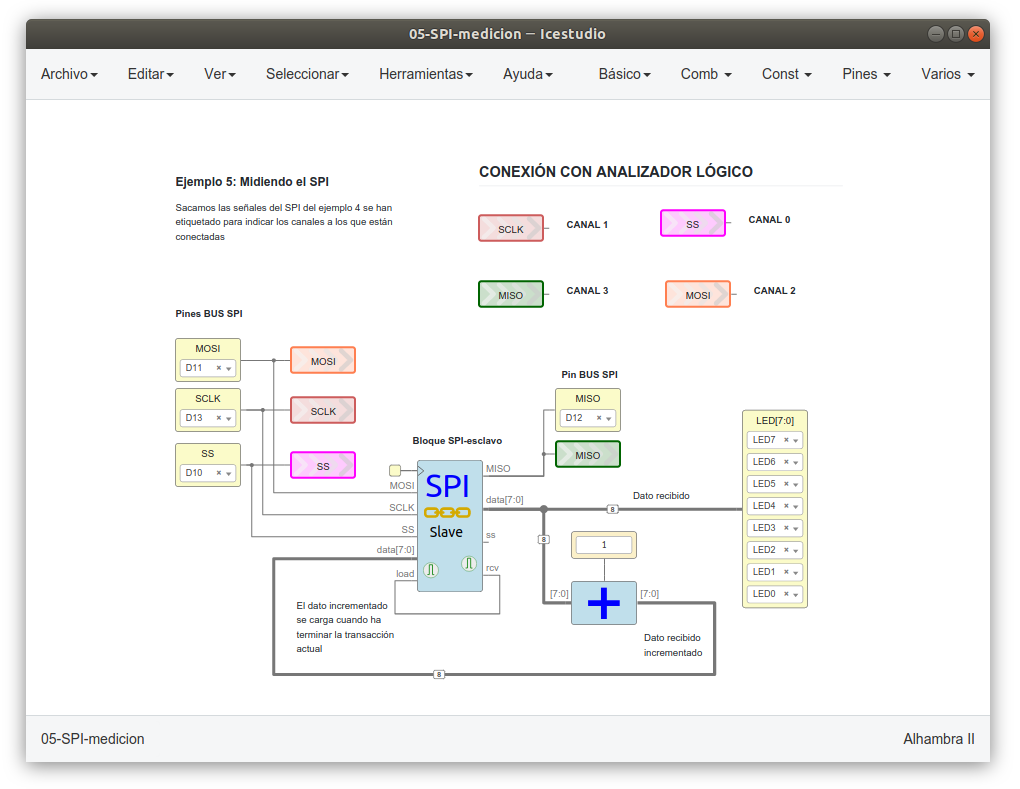 05-SPI-medicion — Icestudio
Archivo Editar Ver Seleccionar Herramientas Ayuda Básico Comb Const Pines Varios
Ejemplo 5: Midiendo el SPI
Sacamos las señales del SPI del ejemplo 4 se han
etiquetado para indicar los canales a los que están
conectadas
CONEXIÓN CON ANALIZADOR LÓGICO
SCLK CANAL 1
SS CANAL 0
MISO CANAL 3
MOSI CANAL 2
Pines BUS SPI
MOSI
D11
MOSI
SCLK
D13
SCLK
SS
D10
SS
Pin BUS SPI
MISO
D12
MISO
Bloque SPI-esclavo
SPI
Slave
MOSI
SCLK
SS
data[7:0]
load
MISO
data[7:0]
ss
rcv
Dato recibido
8
8
1
[7:0] + [7:0]
LED[7:0]
LED7
LED6
LED5
LED4
LED3
LED2
LED1
LED0
El dato incrementado
se carga cuando ha
terminar la transacción
actual
Dato recibido
incrementado
8
05-SPI-medicion
Alhambra II